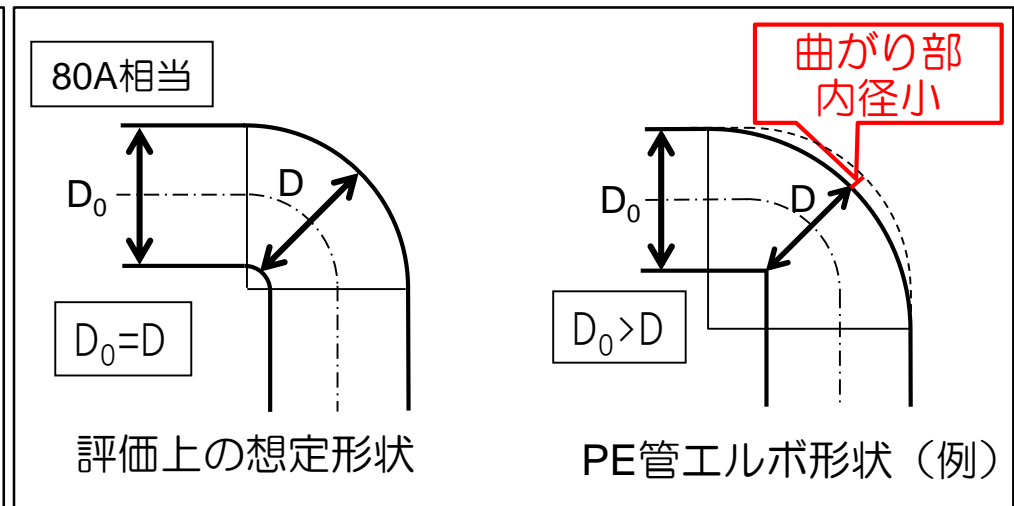 80A相当
D₀
D
D₀=D
評価上の想定形状
曲がり部
内径小
D₀
D
D₀>D
PE管エルボ形状（例）